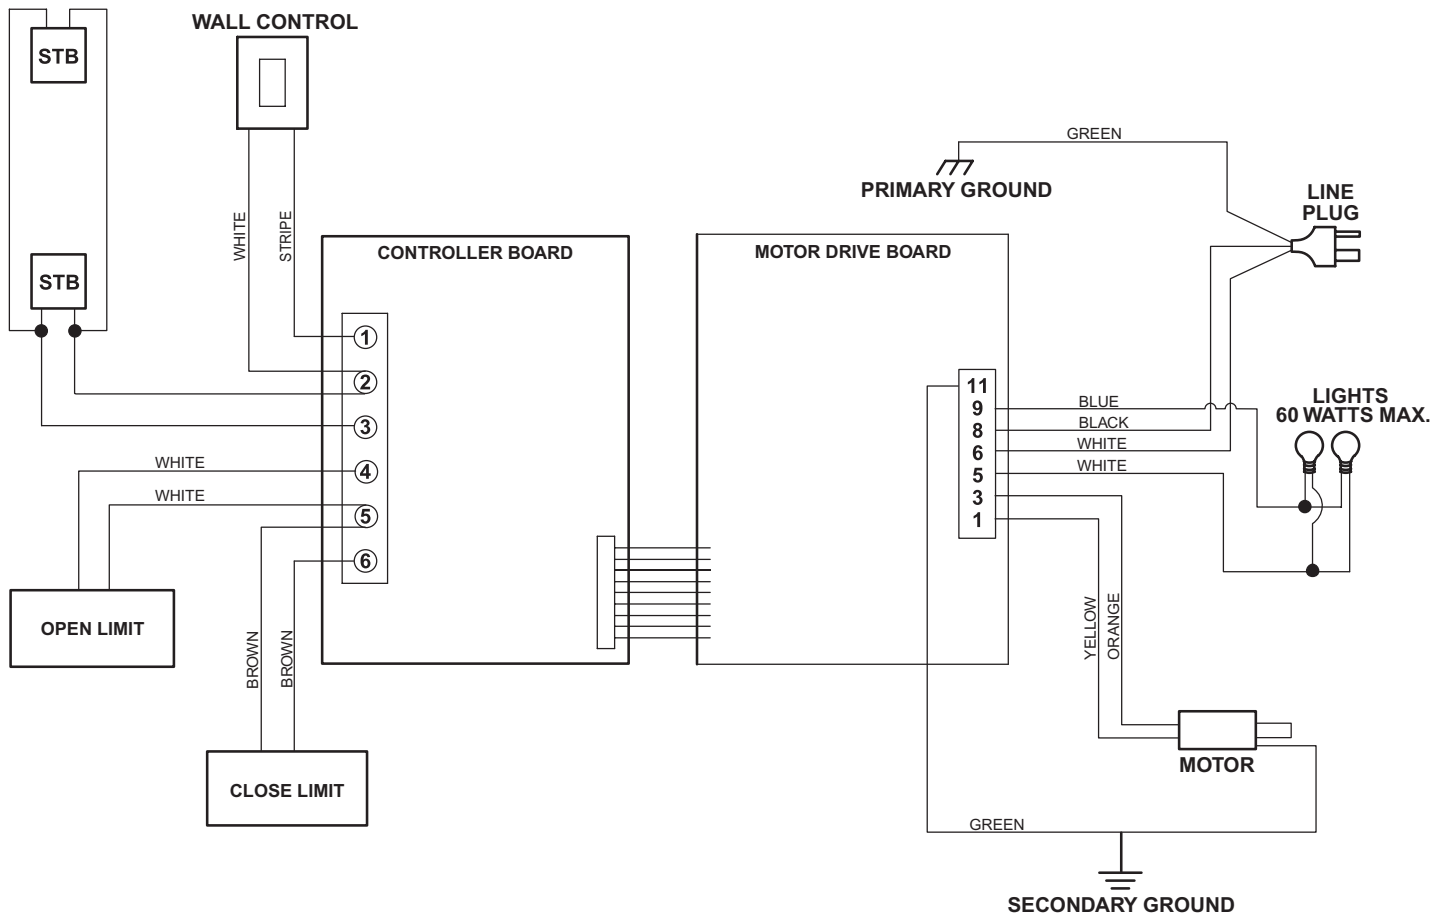 STB
WALL CONTROL
WHITE
STRIPE
STB
CONTROLLER BOARD
1
2
3
4
5
6
WHITE
WHITE
OPEN LIMIT
BROWN
BROWN
CLOSE LIMIT
MOTOR DRIVE BOARD
PRIMARY GROUND
GREEN
LINE
PLUG
11
9
8
6
5
3
1
BLUE
BLACK
WHITE
WHITE
LIGHTS
60 WATTS MAX.
YELLOW
ORANGE
MOTOR
GREEN
SECONDARY GROUND